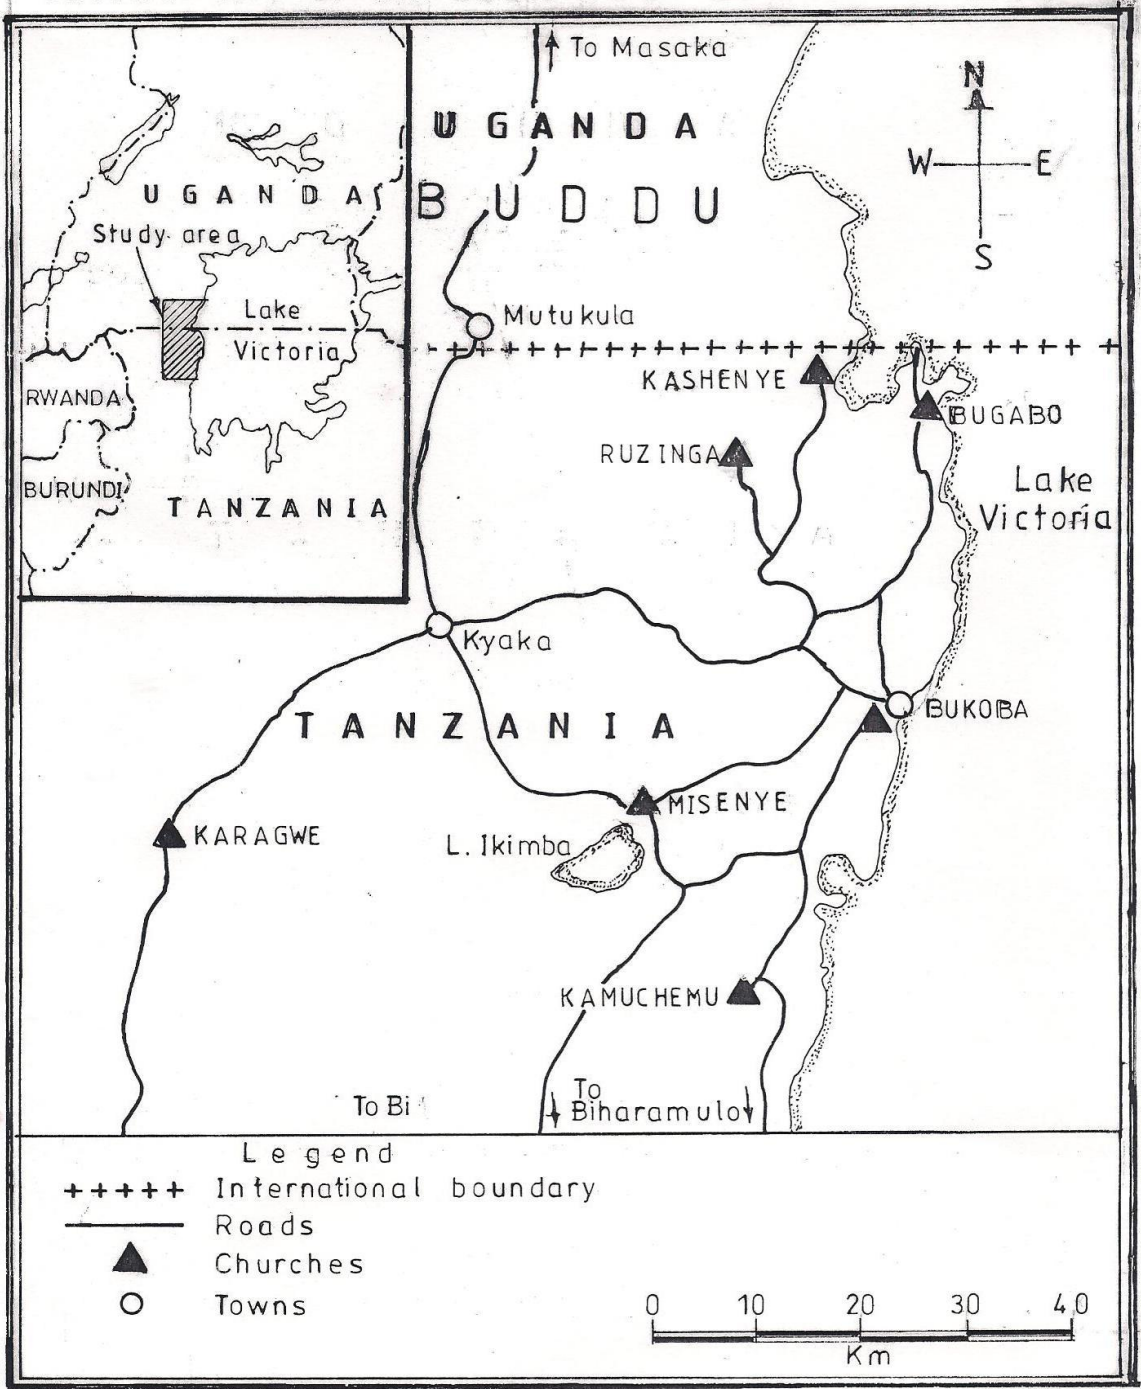 To Masaka
UGANDA
BUDDU
N
W E
S
UGANDA
Study area
Lake
Victoria
RWANDA
BURUNDI
TANZANIA
Mutukula
KASHENYE
BUGABO
RUZINGA
Lake
Victoria
Kyaka
TANZANIA
BUKOBA
MISENYE
KARAGWE
L. Ikimba
KAMUCHEMU
To Bi
To
Biharamulo
Legend
International boundary
Roads
Churches
Towns
0 10 20 30 40
Km